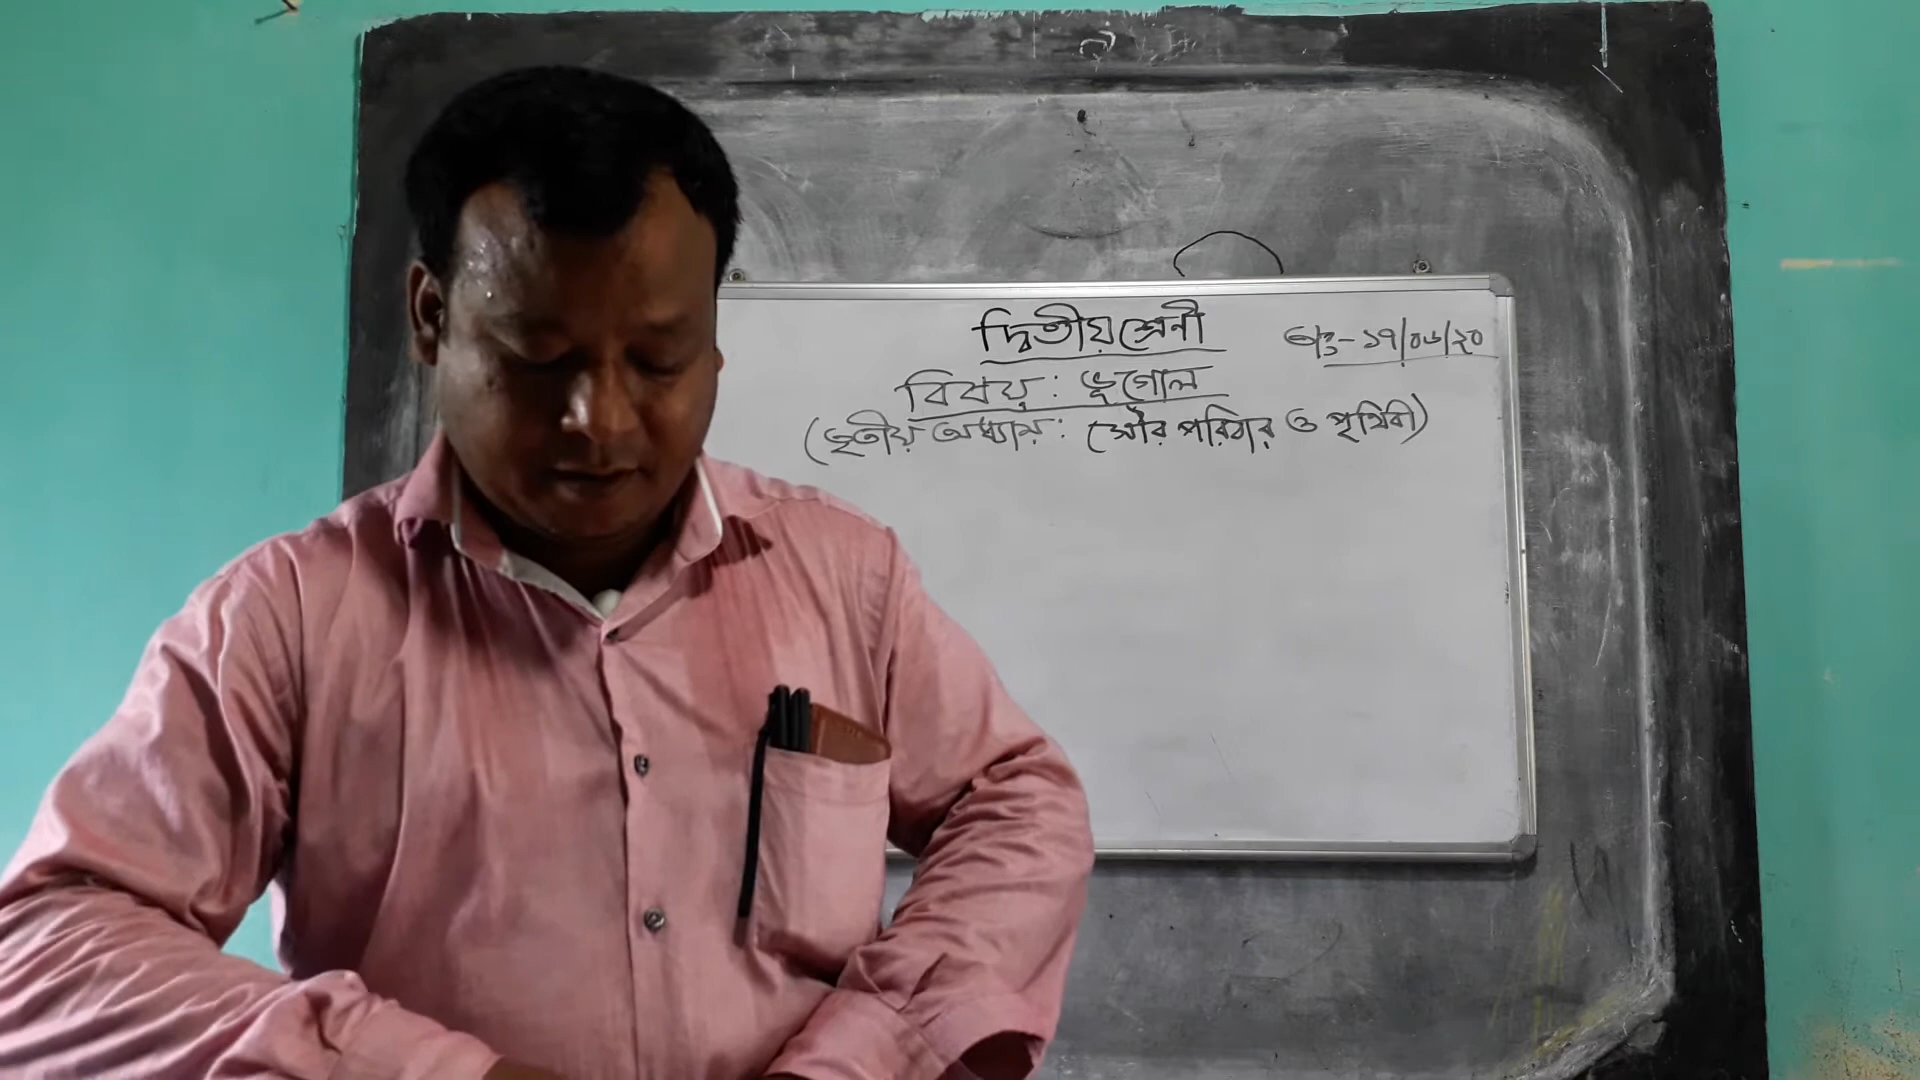 দ্বিতীয় শ্রেনী
তাং- ১৭/০৬/২০
বিষয় : ভূগোল
(তৃতীয় অধ্যায় : সৌর পরিবার ও পৃথিবী)